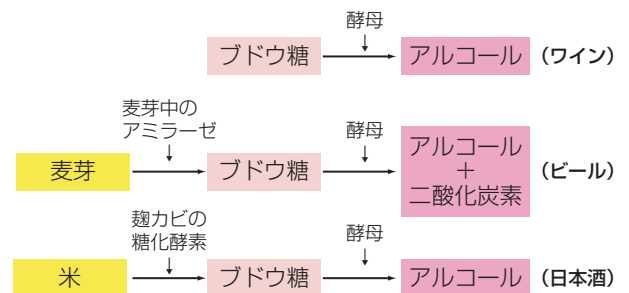 酵母
ブドウ糖
アルコール
(ワイン)
麦芽中の
アミラーゼ
酵母
麦芽
ブドウ糖
アルコール
+
二酸化炭素
(ビール)
麹カビの
糖化酵素
酵母
米
ブドウ糖
アルコール
(日本酒)